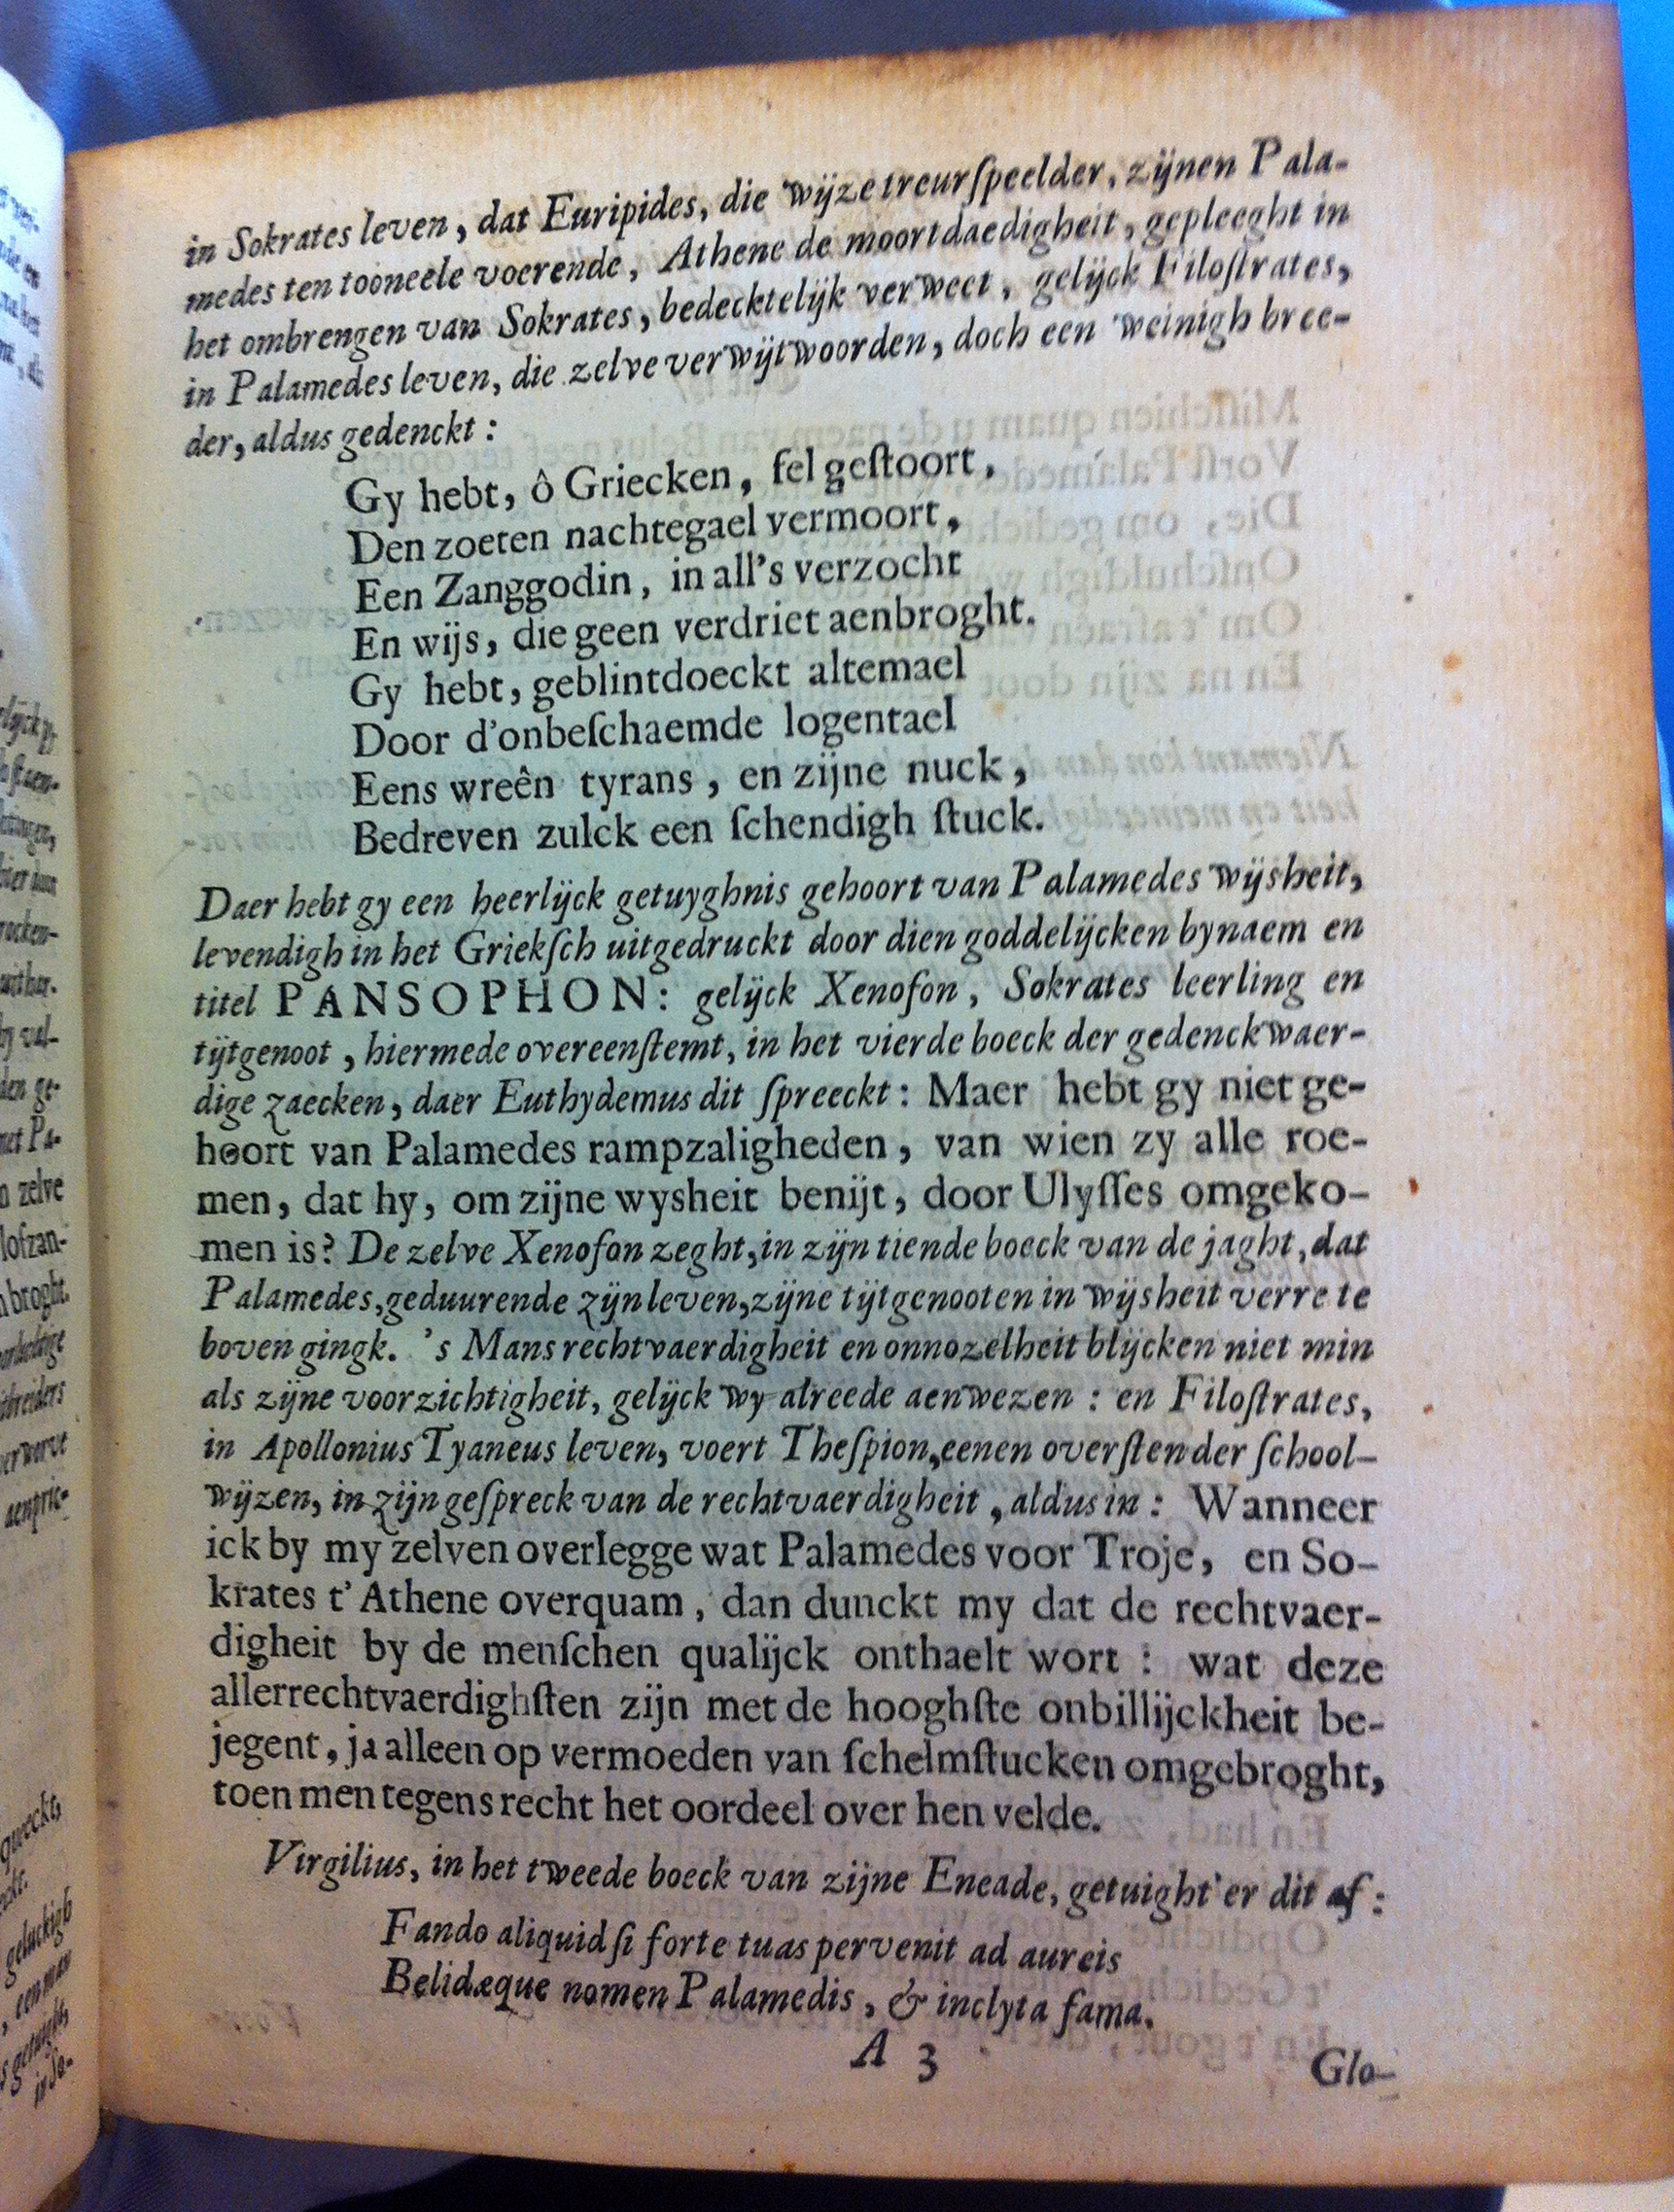 in Sokrates leven, dat Euripides, die wijze treurſpeelder, zijnen Pala-
medes ten tooneele voerende, Athene de moortdaedigheit, gepleeght in
het ombrengen van Sokrates, bedecktelijk verweet, gelijck Filoſtrates,
in Palamedes leven, die zelve verwijtwoorden, doch een weinigh bree-
der, aldus gedenckt:
Gy hebt, ô Griecken, fel geſtoort,
Den zoeten nachtegael vermoort,
Een Zanggodin, in all's verzocht
En wijs, die geen verdriet aenbroght.
Gy hebt, geblintdoeckt altemael
Door d'onbeſchaemde logentael
Eens wreên tyrans, en zijne nuck,
Bedreven zulck een ſchendigh ſtuck.
Daer hebt gy een heerlijck getuyghnis gehoort van Palamedes wijsheit,
levendigh in het Griekſch uitgedruckt door dien goddelijcken bynaem en
titel PANSOPHON: gelijck Xenofon, Sokrates leerling en
tijtgenoot, hiermede overeenſtemt, in het vierde boeck der gedenckwaer-
dige zaecken, daer Euthydemus dit ſpreeckt: Maer hebt gy niet ge-
hoort van Palamedes rampzaligheden, van wien zy alle roe-
men, dat hy, om zijne wysheit benijt, door Ulyſſes omgeko-
men is? De zelve Xenofon zeght, in zijn tiende boeck van de jaght, dat
Palamedes, geduurende zijn leven, zijne tijtgenooten in wijsheit verre te
boven gingk. 's Mans rechtvaerdigheit en onnozelheit blijcken niet min
als zijne voorzichtigheit, gelijck wy alreede aenwezen: en Filoſtrates,
in Apollonius Tyaneus leven, voert Theſpion, eenen overſten der ſchool-
wijzen, in zijn geſpreck van de rechtvaerdigheit, aldus in: Wanneer
ick by my zelven overlegge wat Palamedes voor Troje, en So-
krates t'Athene overquam, dan dunckt my dat de rechtvaer-
digheit by de menſchen qualijck onthaelt wort: wat deze
allerrechtvaerdighſten zijn met de hooghſte onbillijckheit be-
jegent, ja alleen op vermoeden van ſchelmſtucken omgebroght,
toen men tegens recht het oordeel over hen velde.
Virgilius, in het tweede boeck van zijne Eneade, getuight'er dit af:
Fando aliquid ſi forte tuas pervenit ad aureis
Belidæque nomen Palamedis, & inclyta fama.
A 3
Glo-